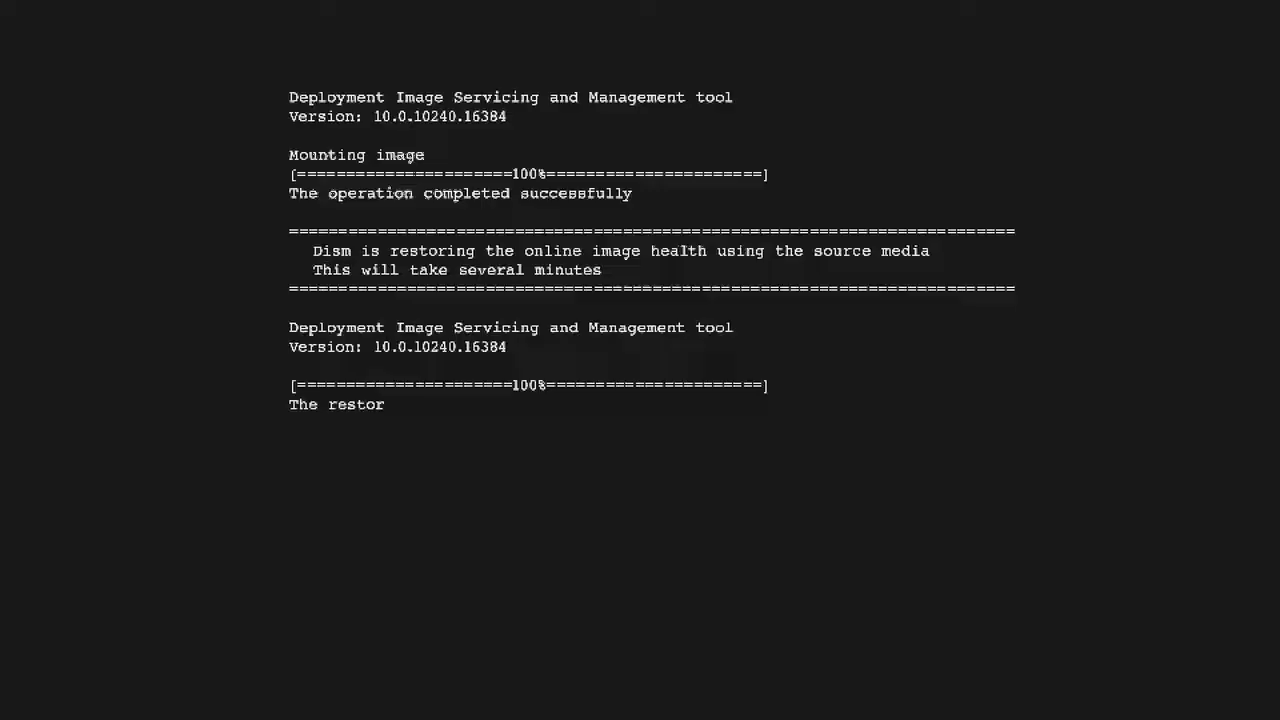 Deployment Image Servicing and Management tool
Version: 10.0.10240.16384
Mounting image
[======================100%======================]
The operation completed successfully
==========================================================================
Dism is restoring the online image health using the source media
This will take several minutes
==========================================================================
Deployment Image Servicing and Management tool
Version: 10.0.10240.16384
[======================100%======================]
The restor